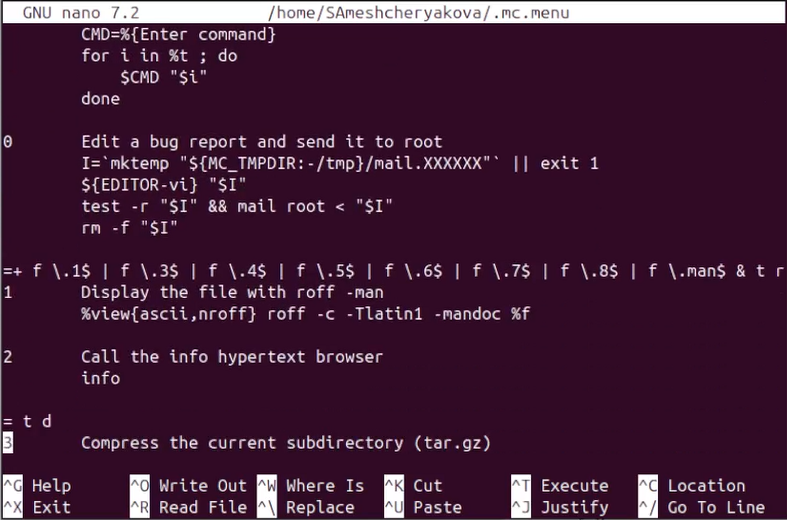 GNU nano 7.2 /home/SAmeshcheryakova/.mc.menu
CMD=%{Enter command}
for i in %t ; do
$CMD "$i"
done
0 Edit a bug report and send it to root
I=`mktemp "${MC_TMPDIR:-/tmp}/mail.XXXXXX"` || exit 1
${EDITOR-vi} "$I"
test -r "$I" && mail root < "$I"
rm -f "$I"
=+ f \.1$ | f \.3$ | f \.4$ | f \.5$ | f \.6$ | f \.7$ | f \.8$ | f \.man$ & t r
1 Display the file with roff -man
%view{ascii,nroff} roff -c -Tlatin1 -mandoc %f
2 Call the info hypertext browser
info
= t d
3 Compress the current subdirectory (tar.gz)
^G Help ^O Write Out ^W Where Is ^K Cut ^T Execute ^C Location
^X Exit ^R Read File ^\ Replace ^U Paste ^J Justify ^/ Go To Line